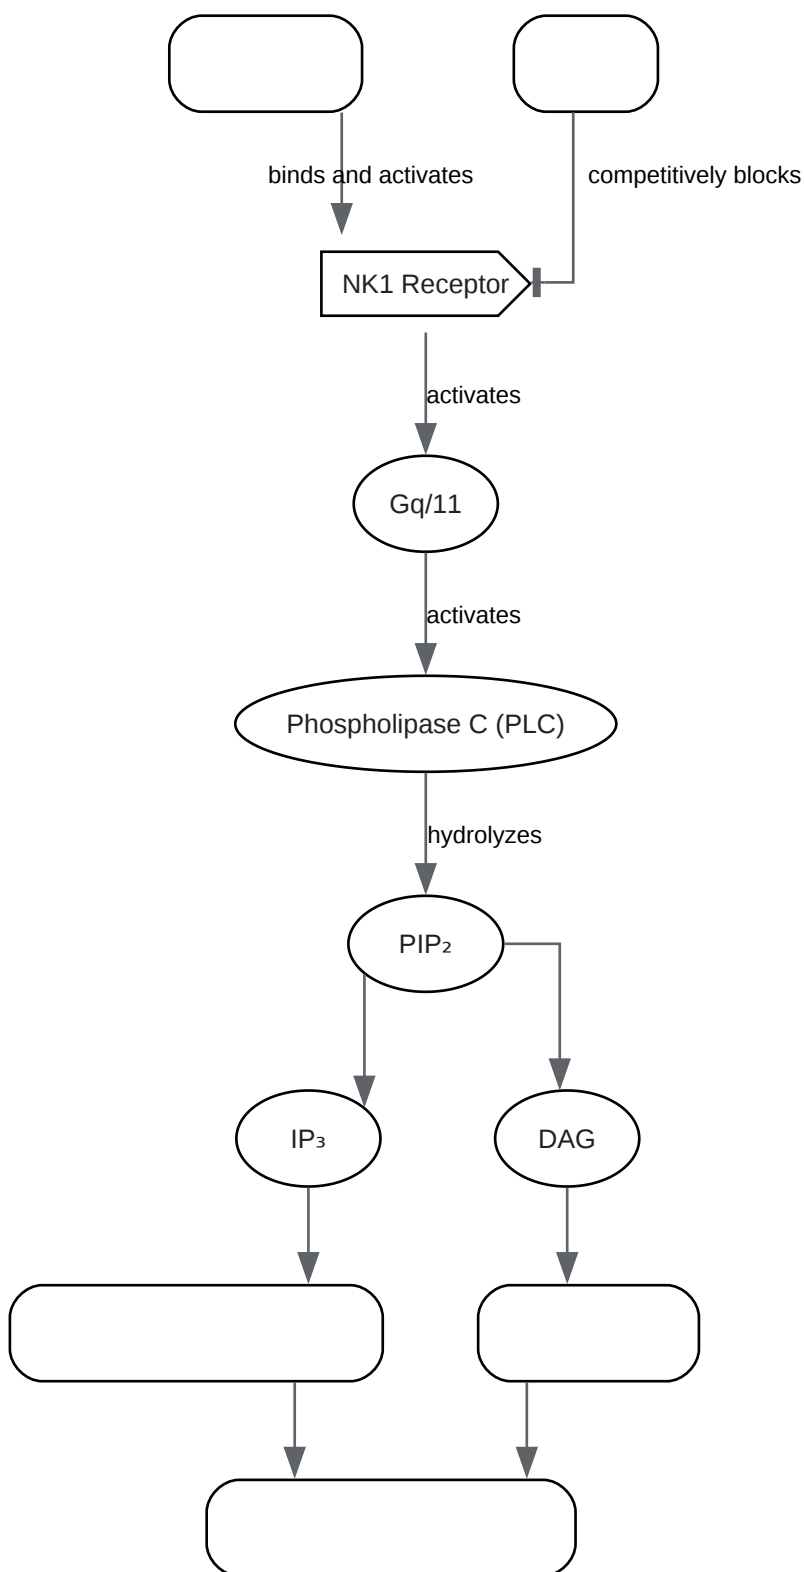 binds and activates
competitively blocks
NK1 Receptor
activates
Gq/11
activates
Phospholipase C (PLC)
hydrolyzes
PIP₂
IP₃
DAG